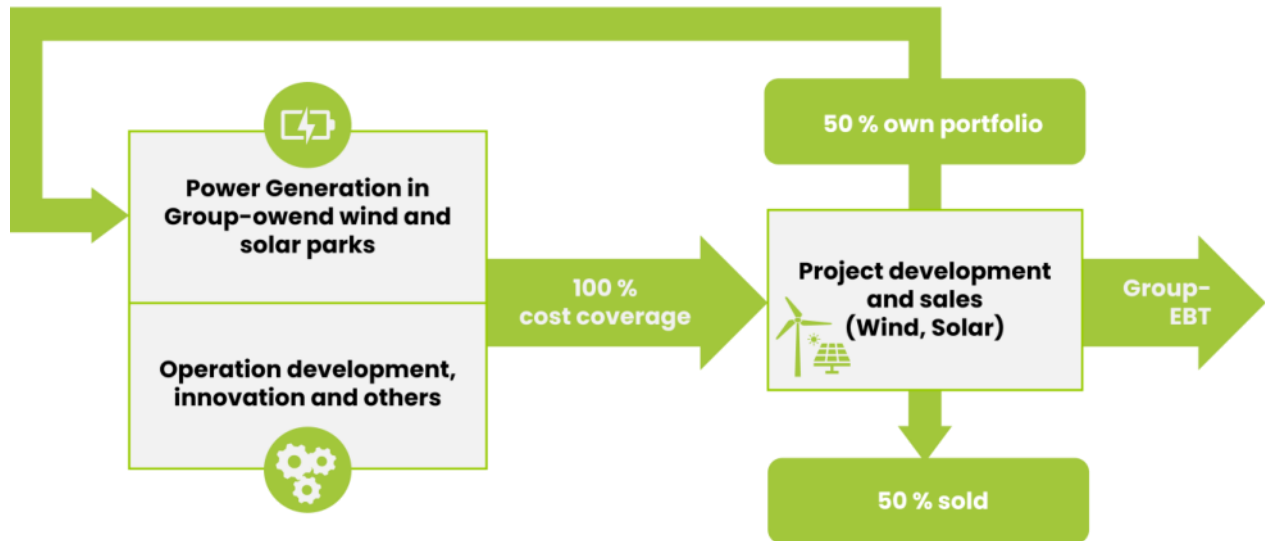 50 % own portfolio
Power Generation in
Group-owend wind and
solar parks
100 %
cost coverage
Project development
and sales
(Wind, Solar)
Group-
EBT
Operation development,
innovation and others
50 % sold